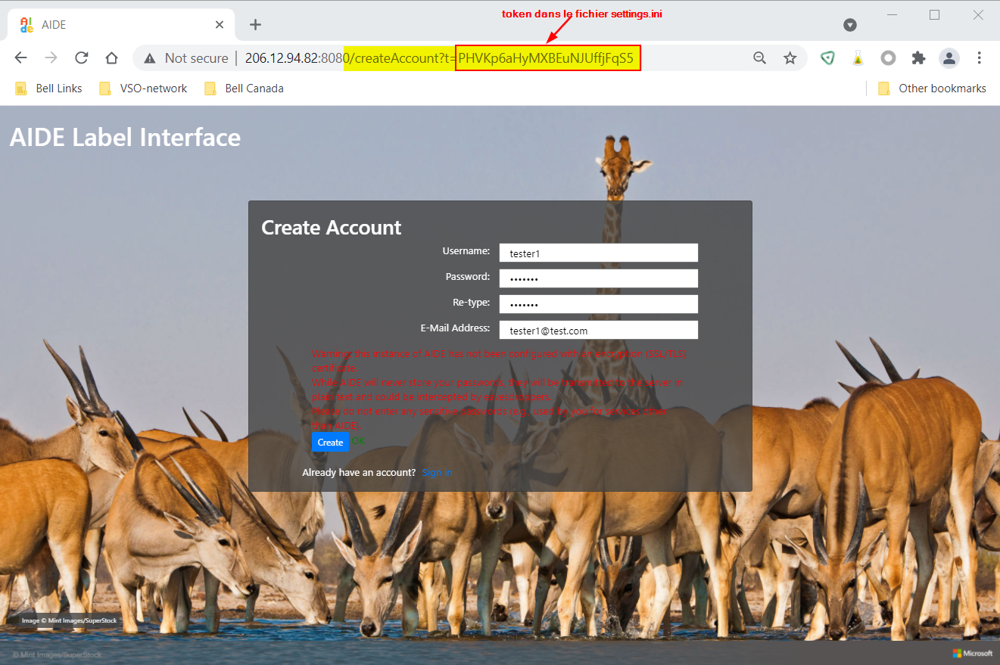 token dans le fichier settings.ini
AIDE
Not secure | 206.12.94.82:8080/createAccount?t=PHVKp6aHyMXBEuNJUffjFqS5
Bell Links VSO-network Bell Canada Other bookmarks
AIDE Label Interface
Create Account
Username: tester1
Password: •••••••
Re-type: •••••••
E-Mail Address: tester1@test.com
Warning: this instance of AIDE has not been configured with an encryption (SSL/TLS)
certificate.
While AIDE will never store your passwords, they will be transmitted to the server in
plain text and could be intercepted by eavesdroppers.
Please do not enter any sensitive passwords (e.g., used by you for services other
than AIDE).
Create OK
Already have an account? Sign in
Image © Mint Images/SuperStock
© Mint Images/SuperStock
Microsoft